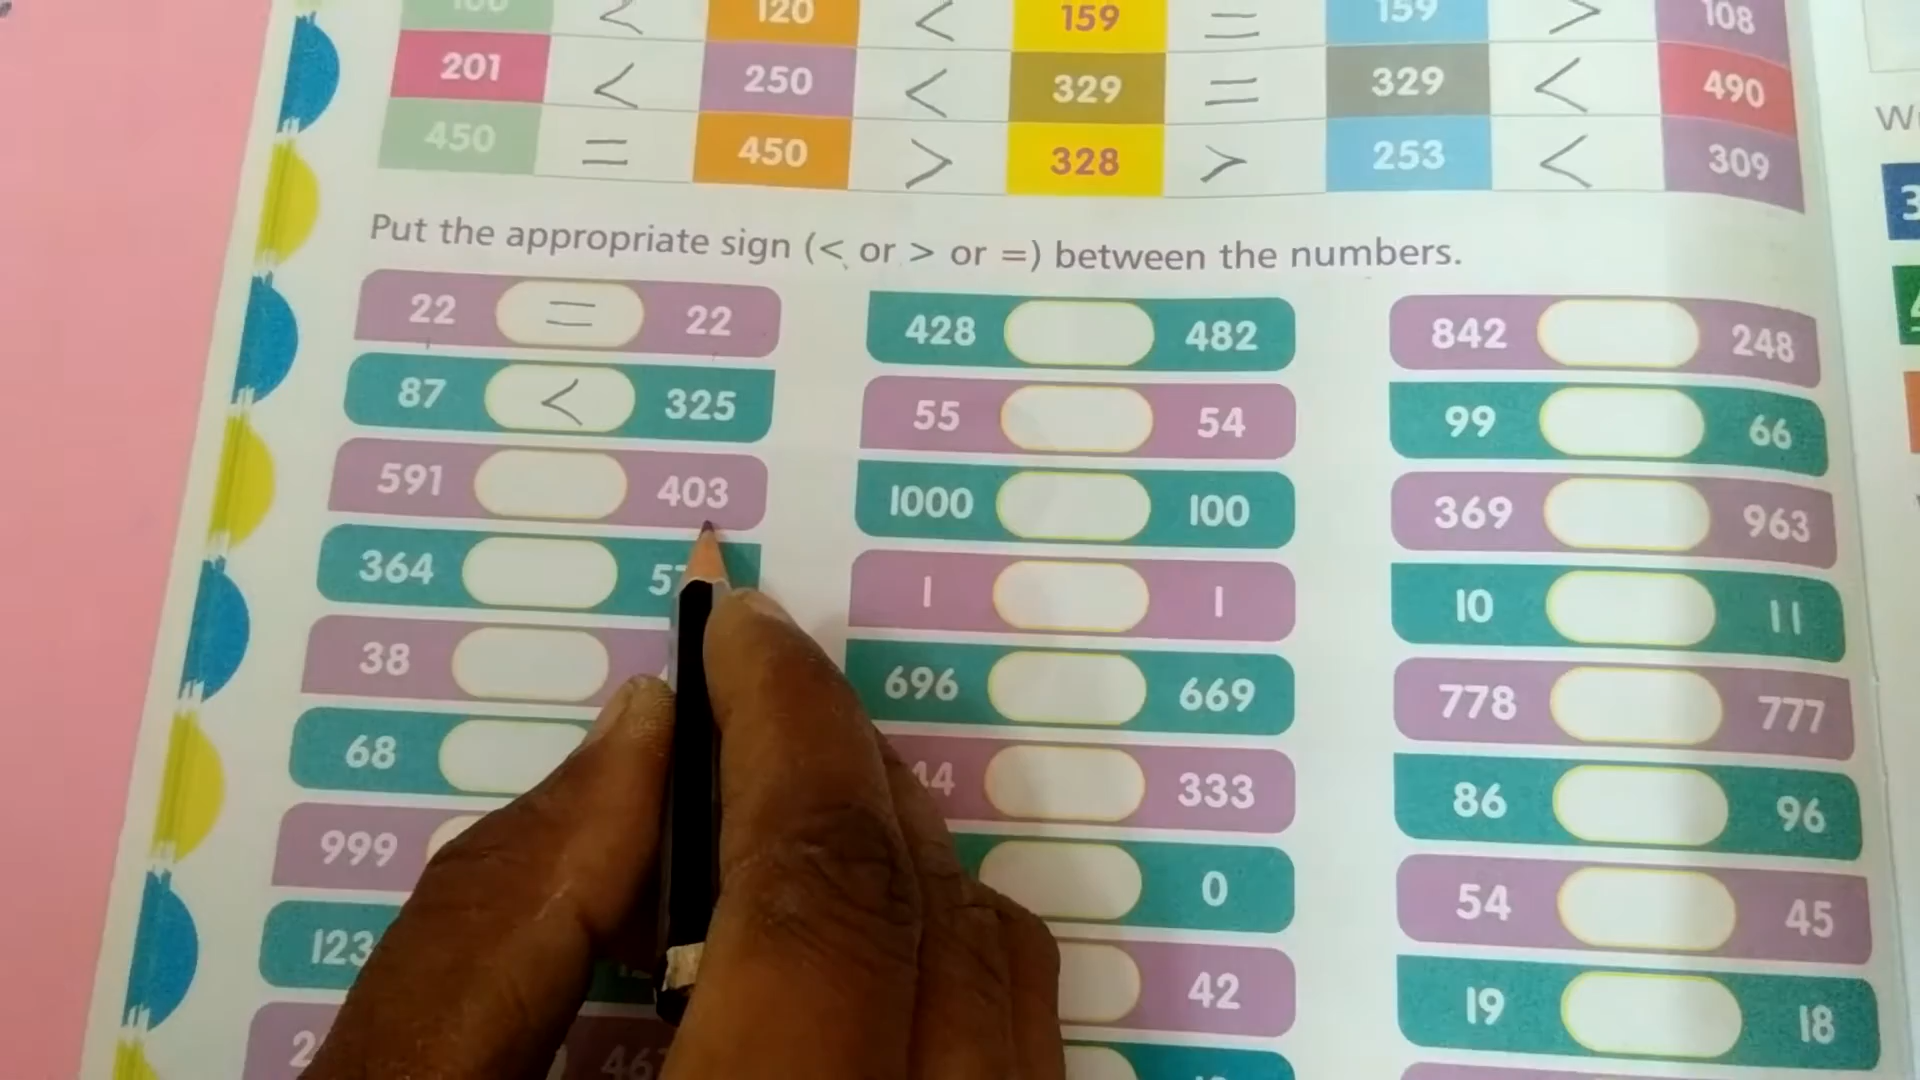 100 < 120 < 159 = 159 > 108
201 < 250 < 329 = 329 < 490
450 = 450 > 328 > 253 < 309
Put the appropriate sign (< or > or =) between the numbers.
22 = 22 428 482 842 248
87 < 325 55 54 99 66
591 403 1000 100 369 963
364 1 1 10 11
38 696 669 778 777
68 333 86 96
999 0 54 45
123 42 19 18